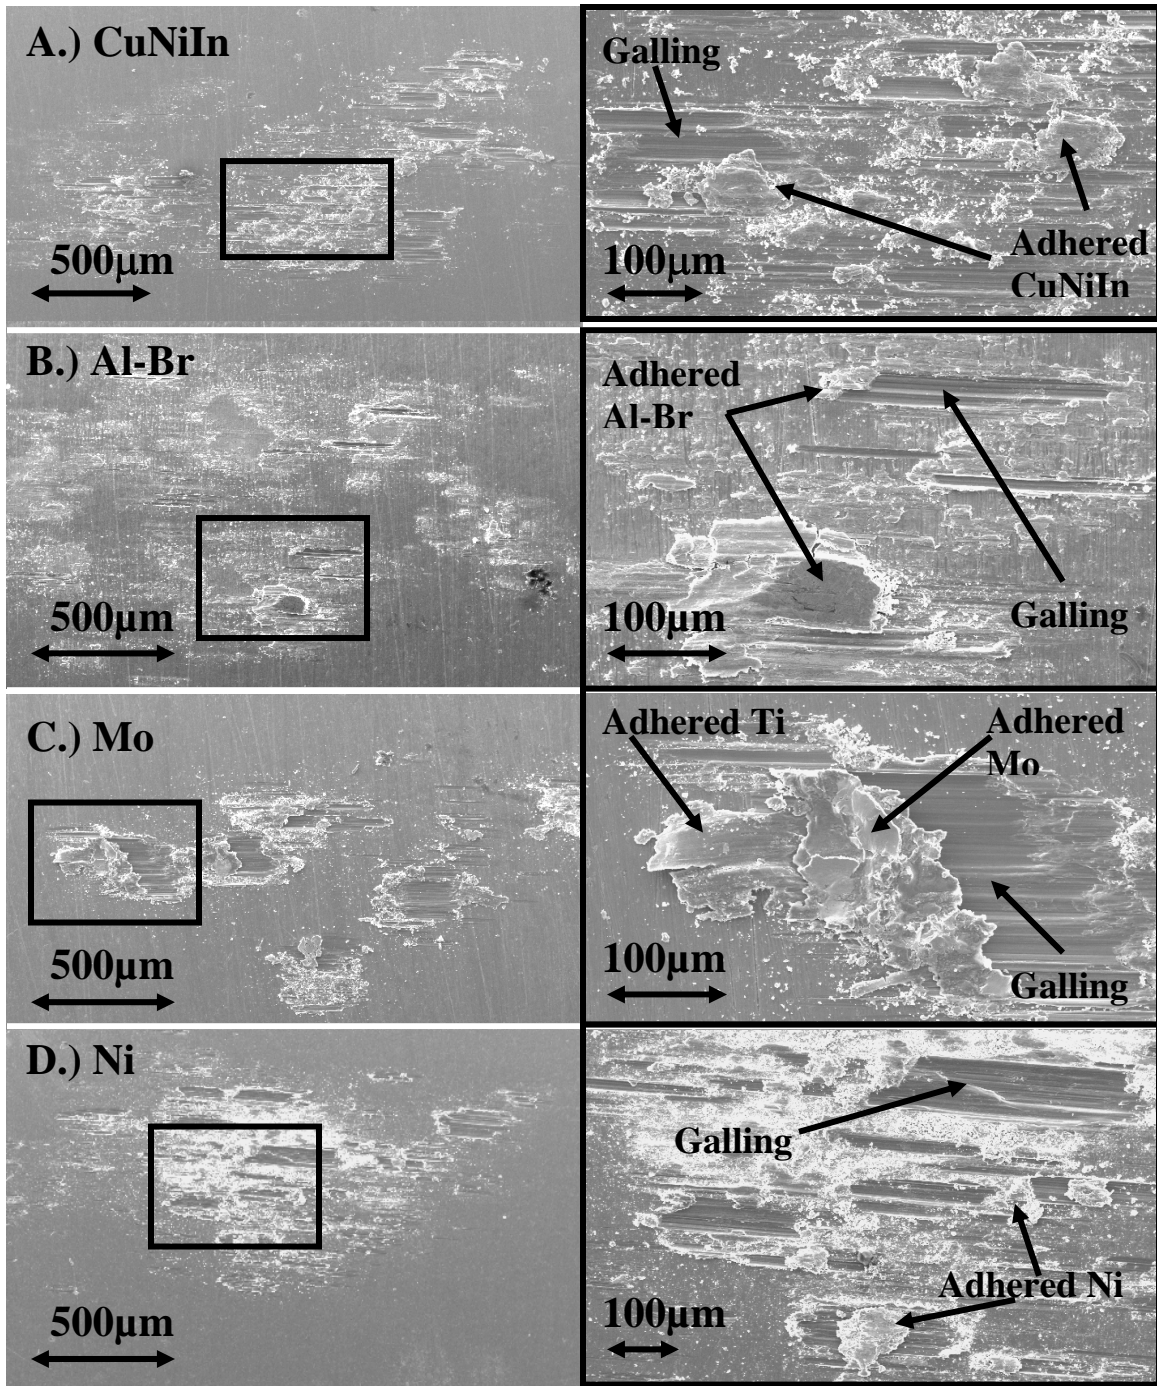 A.) CuNiIn
500μm
Galling
Adhered
CuNiIn
100μm
B.) Al-Br
500µm
Adhered
Al-Br
Galling
100µm
C.) Mo
500µm
Adhered Ti
Adhered
Mo
Galling
100µm
D.) Ni
500µm
Galling
Adhered Ni
100µm